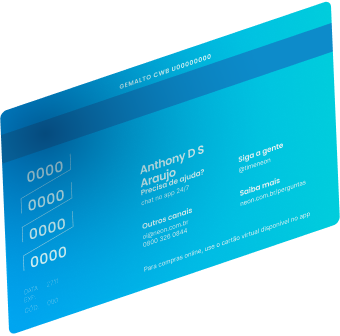 GEMALTO CWB U00000000
0000
0000
0000
0000
Anthony D S
Araujo
Precisa de ajuda?
chat no app 24/7
Outros canais
oi@neon.com.br
0800 326 0844
Siga a gente
@rimeneon
Saiba mais
neon.com.br/perguntas
Para compras online, use o cartão virtual disponível no app